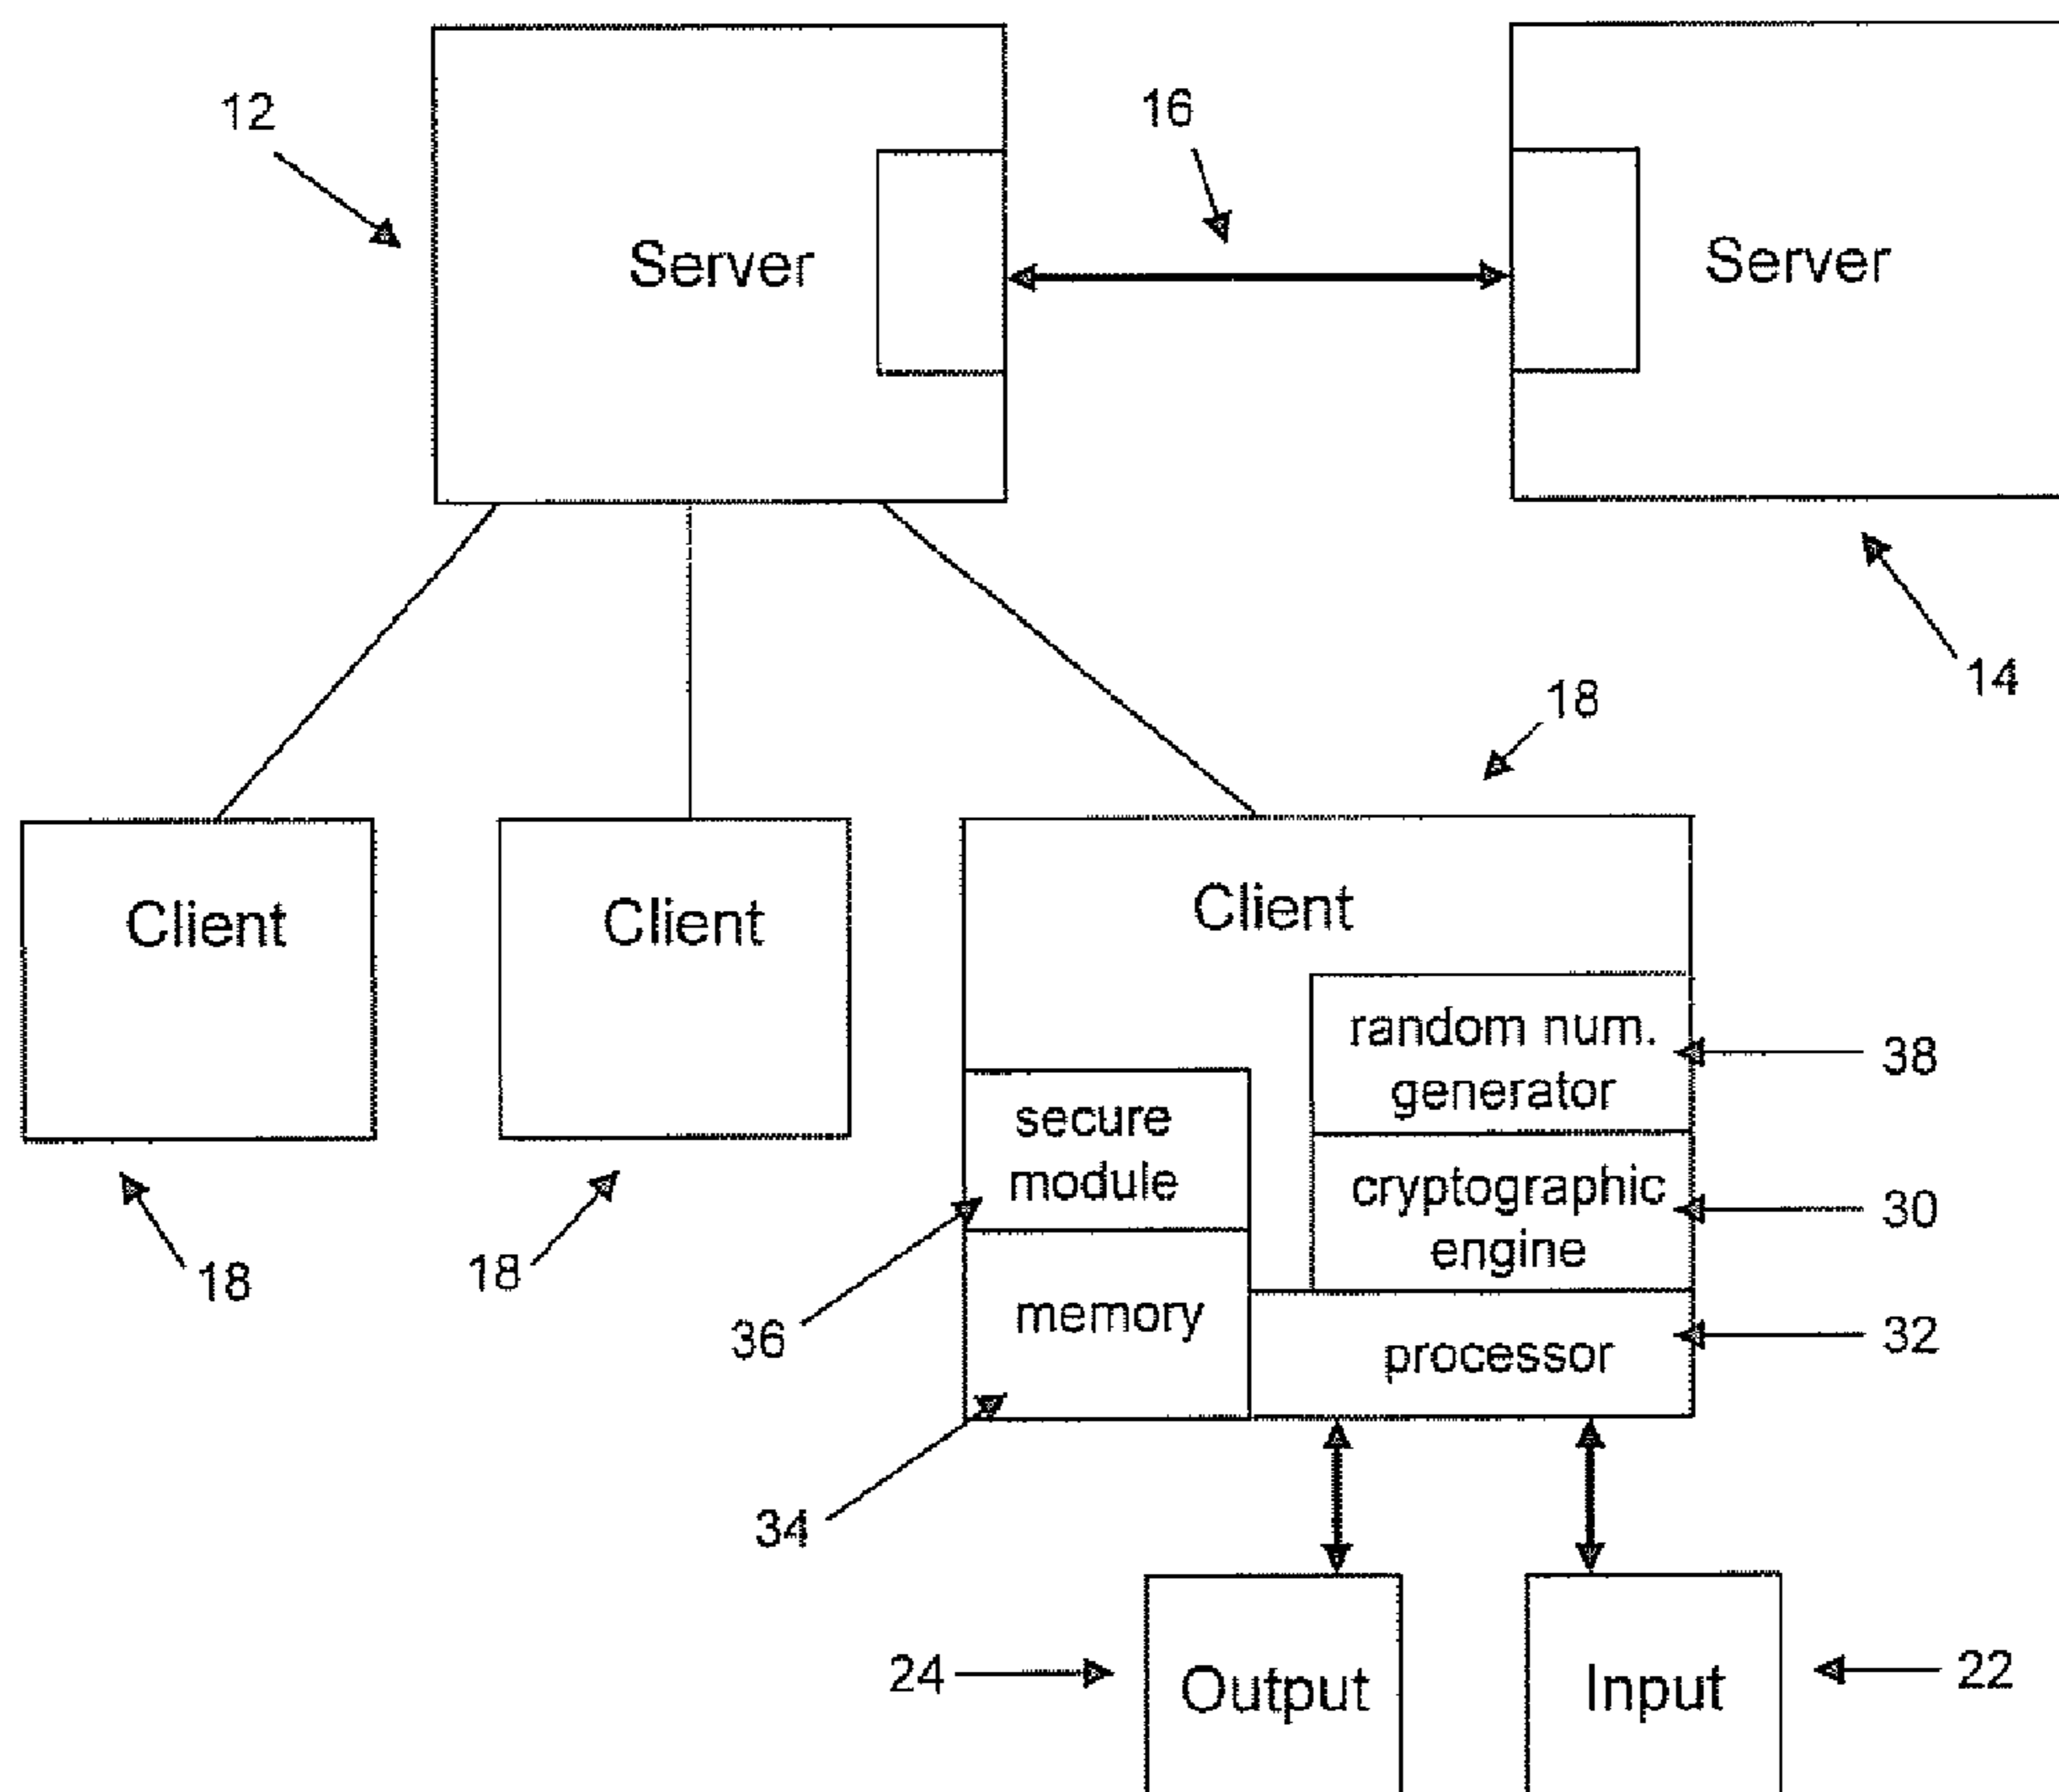 12
16
Server
Server
14
18
Client
Client
Client
random num.
generator
38
secure
module
cryptographic
engine
30
18
18
36
memory
processor
32
34
24
Output
Input
22